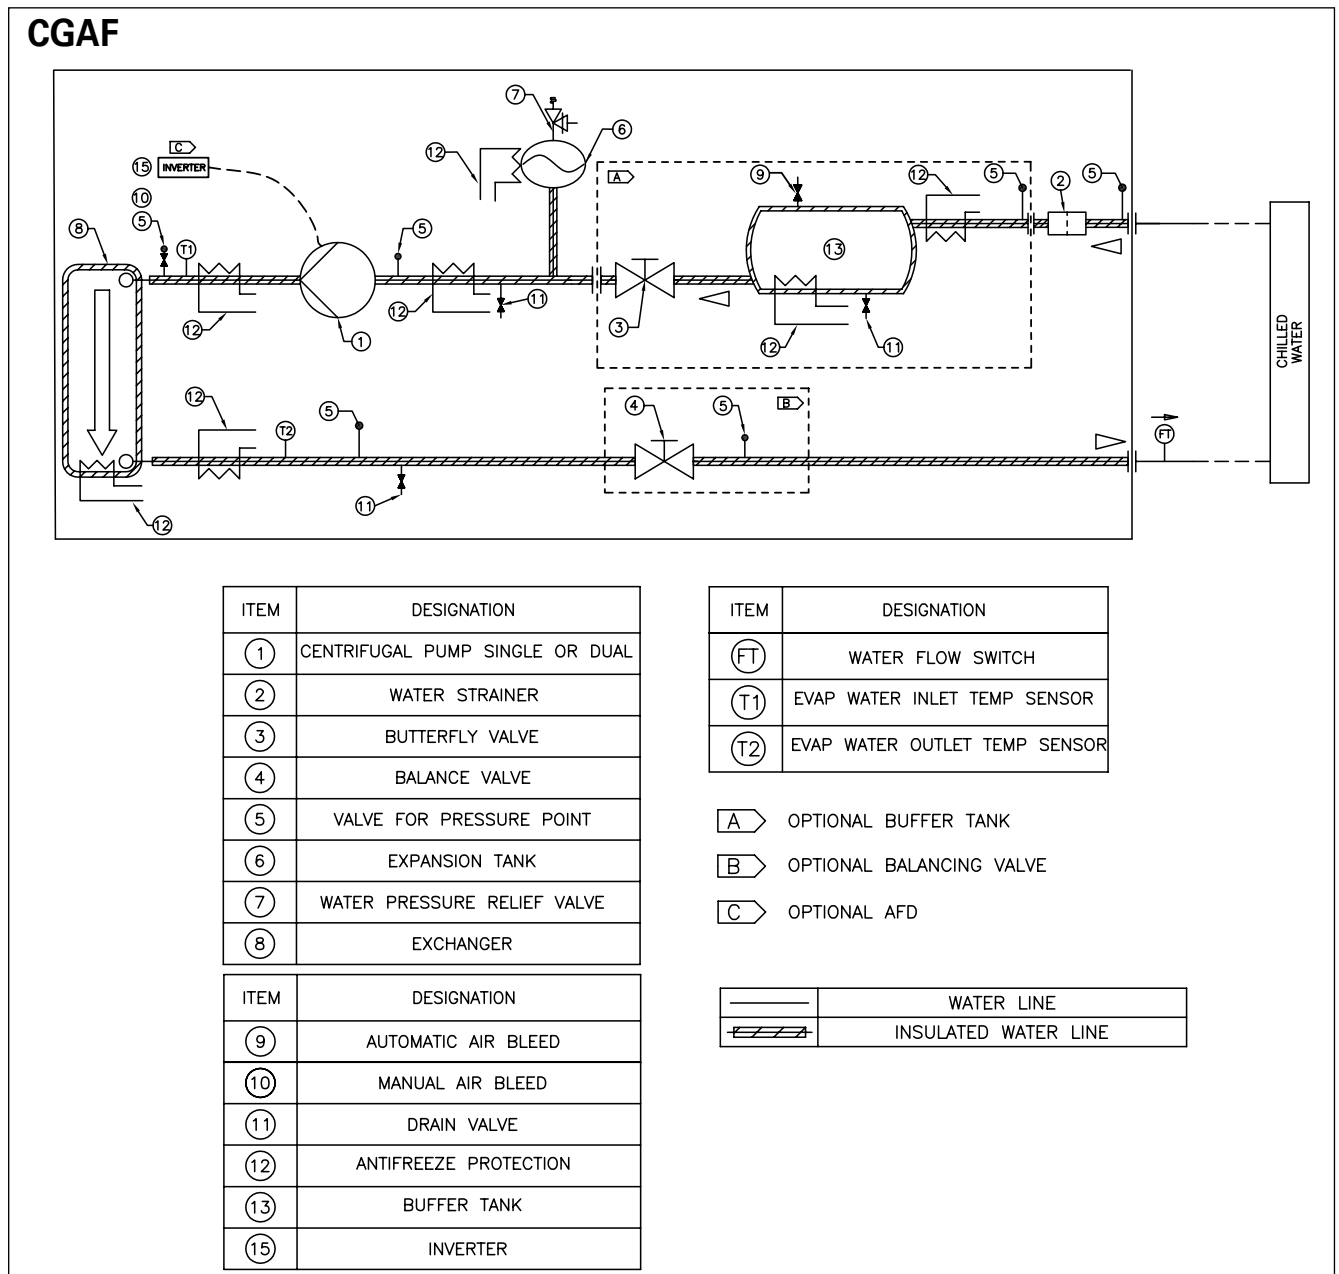 CGAF
7
6
C
12
15 INVERTER
A
9
12
5
2
5
10
8
5
T1
5
13
12
12
11
3
12
11
1
CHILLED
WATER
12
5
4
5
B
T2
FT
11
12
ITEM DESIGNATION
1 CENTRIFUGAL PUMP SINGLE OR DUAL
2 WATER STRAINER
3 BUTTERFLY VALVE
4 BALANCE VALVE
5 VALVE FOR PRESSURE POINT
6 EXPANSION TANK
7 WATER PRESSURE RELIEF VALVE
8 EXCHANGER
ITEM DESIGNATION
9 AUTOMATIC AIR BLEED
10 MANUAL AIR BLEED
11 DRAIN VALVE
12 ANTIFREEZE PROTECTION
13 BUFFER TANK
15 INVERTER
ITEM DESIGNATION
FT WATER FLOW SWITCH
T1 EVAP WATER INLET TEMP SENSOR
T2 EVAP WATER OUTLET TEMP SENSOR
A OPTIONAL BUFFER TANK
B OPTIONAL BALANCING VALVE
C OPTIONAL AFD
WATER LINE
INSULATED WATER LINE